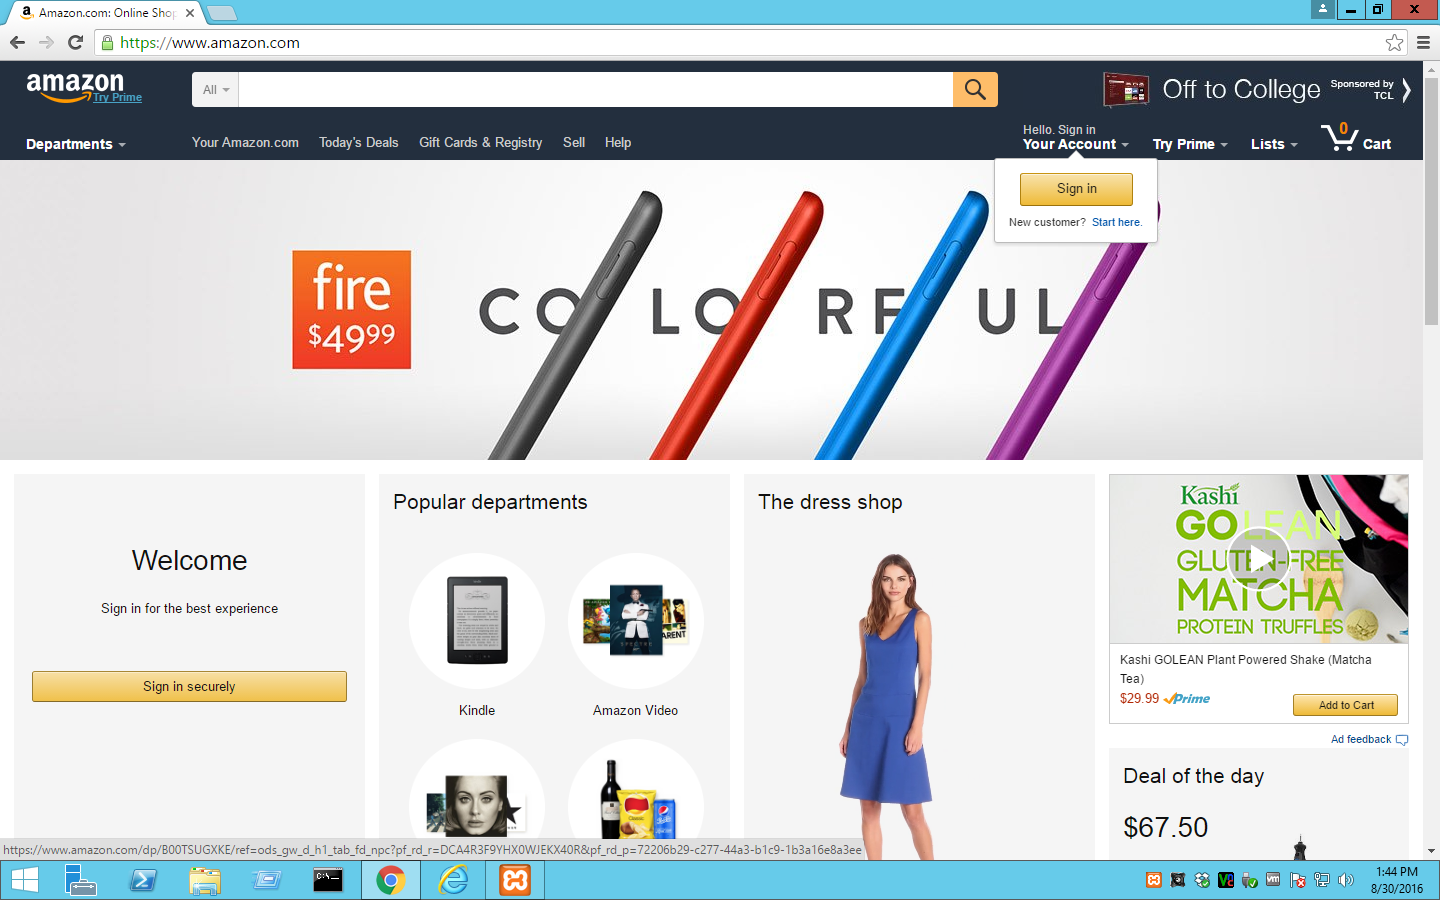 Amazon.com: Online Shop
https://www.amazon.com
amazon
Try Prime
All
Off to College
Sponsored by
TCL
Departments
Your Amazon.com
Today's Deals
Gift Cards & Registry
Sell
Help
Hello. Sign in
Your Account
Try Prime
Lists
0
Cart
Sign in
New customer? Start here.
fire
$49.99
COLORFUL
Welcome
Sign in for the best experience
Sign in securely
Popular departments
Kindle
Amazon Video
SPECTRE
The dress shop
Kashi
GOLEAN
GLUTEN-FREE
MATCHA
PROTEIN TRUFFLES
Kashi GOLEAN Plant Powered Shake (Matcha
Tea)
$29.99 Prime
Add to Cart
Ad feedback
Deal of the day
$67.50
https://www.amazon.com/dp/B00TSUGXKE/ref=ods_gw_d_h1_tab_fd_npc?pf_rd_r=DCA4R3F9YHX0WJEKX40R&pf_rd_p=72206b29-c277-44a3-b1c9-1b3a16e8a3ee
1:44 PM
8/30/2016